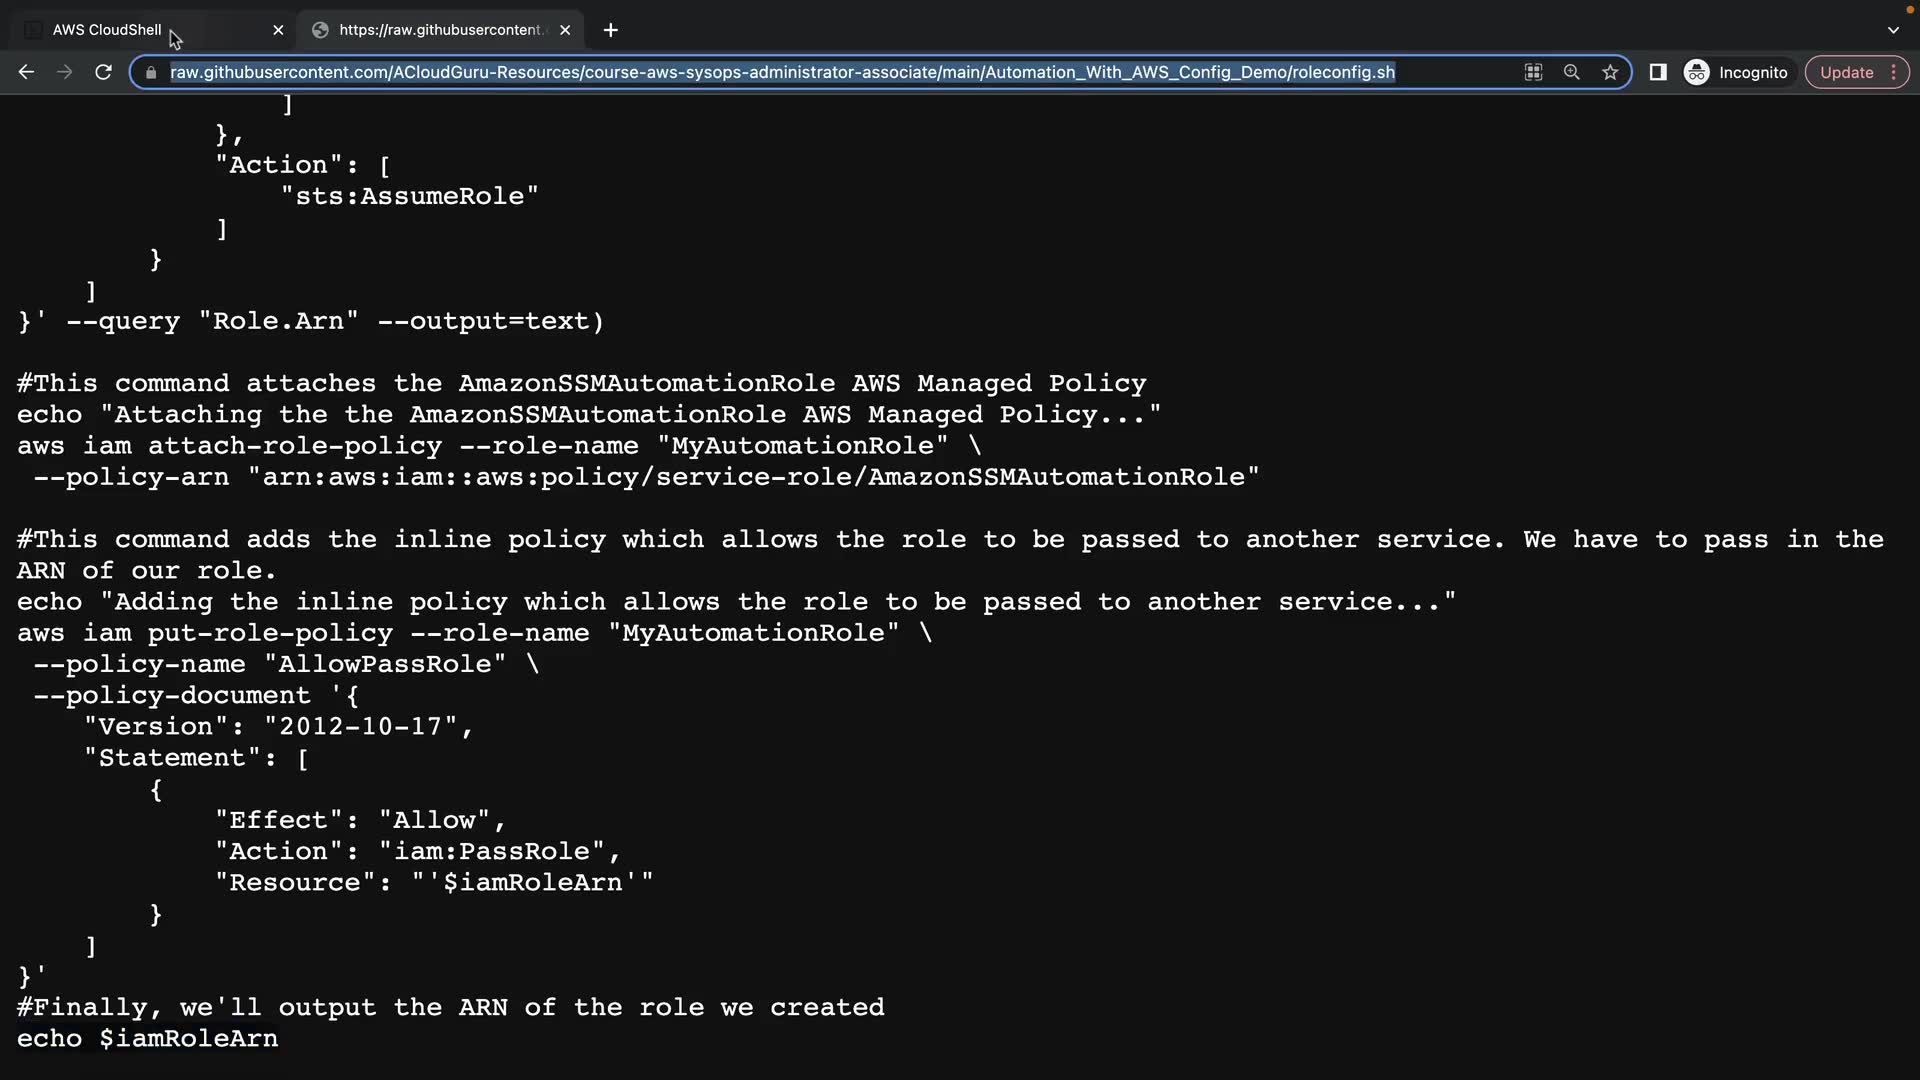 AWS CloudShell
https://raw.githubusercontent.
raw.githubusercontent.com/ACloudGuru-Resources/course-aws-sysops-administrator-associate/main/Automation_With_AWS_Config_Demo/roleconfig.sh
Incognito
Update
]
},
"Action": [
"sts:AssumeRole"
]
}
]
}' --query "Role.Arn" --output=text)
#This command attaches the AmazonSSMAutomationRole AWS Managed Policy
echo "Attaching the the AmazonSSMAutomationRole AWS Managed Policy..."
aws iam attach-role-policy --role-name "MyAutomationRole" \
--policy-arn "arn:aws:iam::aws:policy/service-role/AmazonSSMAutomationRole"
#This command adds the inline policy which allows the role to be passed to another service. We have to pass in the
ARN of our role.
echo "Adding the inline policy which allows the role to be passed to another service..."
aws iam put-role-policy --role-name "MyAutomationRole" \
--policy-name "AllowPassRole" \
--policy-document '{
"Version": "2012-10-17",
"Statement": [
{
"Effect": "Allow",
"Action": "iam:PassRole",
"Resource": "'$iamRoleArn'"
}
]
}'
#Finally, we'll output the ARN of the role we created
echo $iamRoleArn